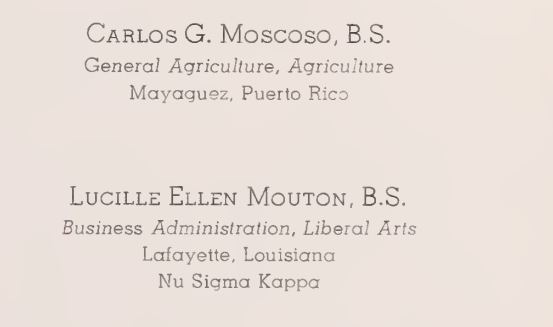 Carlos G. Moscoso, B.S.
General Agriculture, Agriculture
Mayaguez, Puerto Rico
Lucille Ellen Mouton, B.S.
Business Administration, Liberal Arts
Lafayette, Louisiana
Nu Sigma Kappa